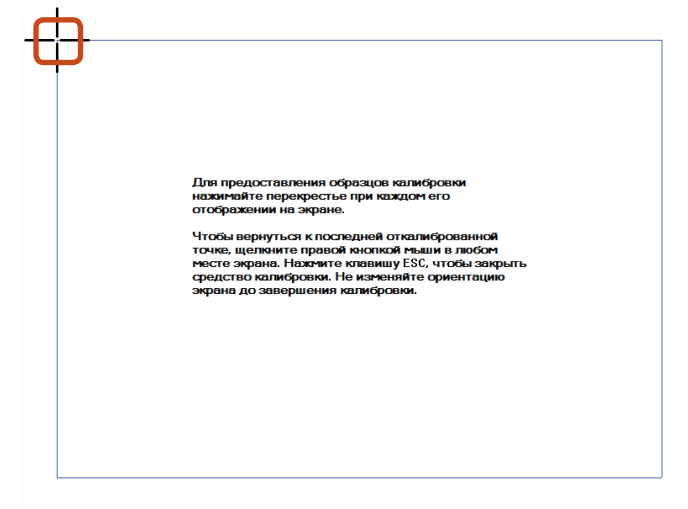 Для предоставления образцов калибровки
нажимайте перекрестье при каждом его
отображении на экране.
Чтобы вернуться к последней откалиброванной
точке, щелкните правой кнопкой мыши в любом
месте экрана. Нажмите клавишу ESC, чтобы закрыть
средство калибровки. Не изменяйте ориентацию
экрана до завершения калибровки.